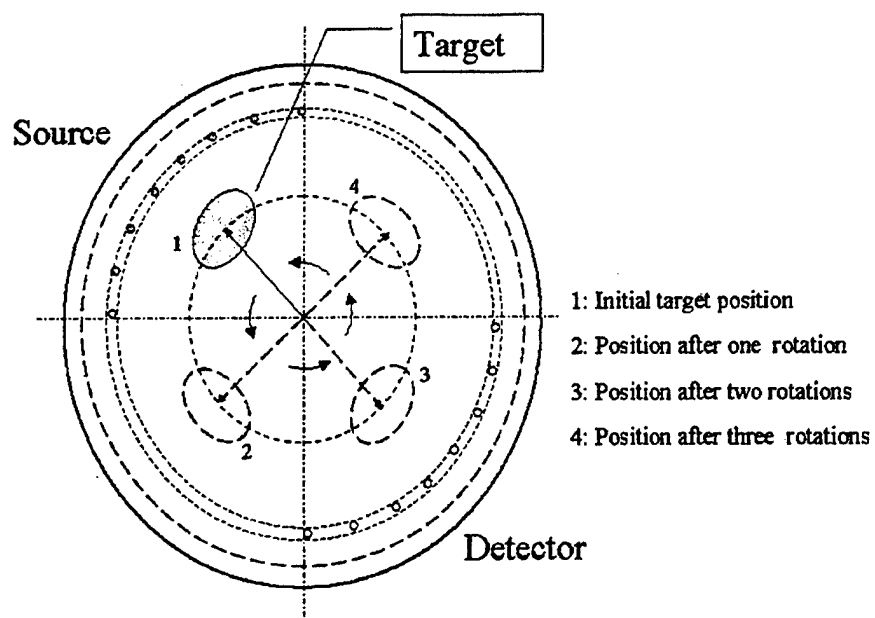 Target
Source
4
1
3
2
1: Initial target position
2: Position after one rotation
3: Position after two rotations
4: Position after three rotations
Detector